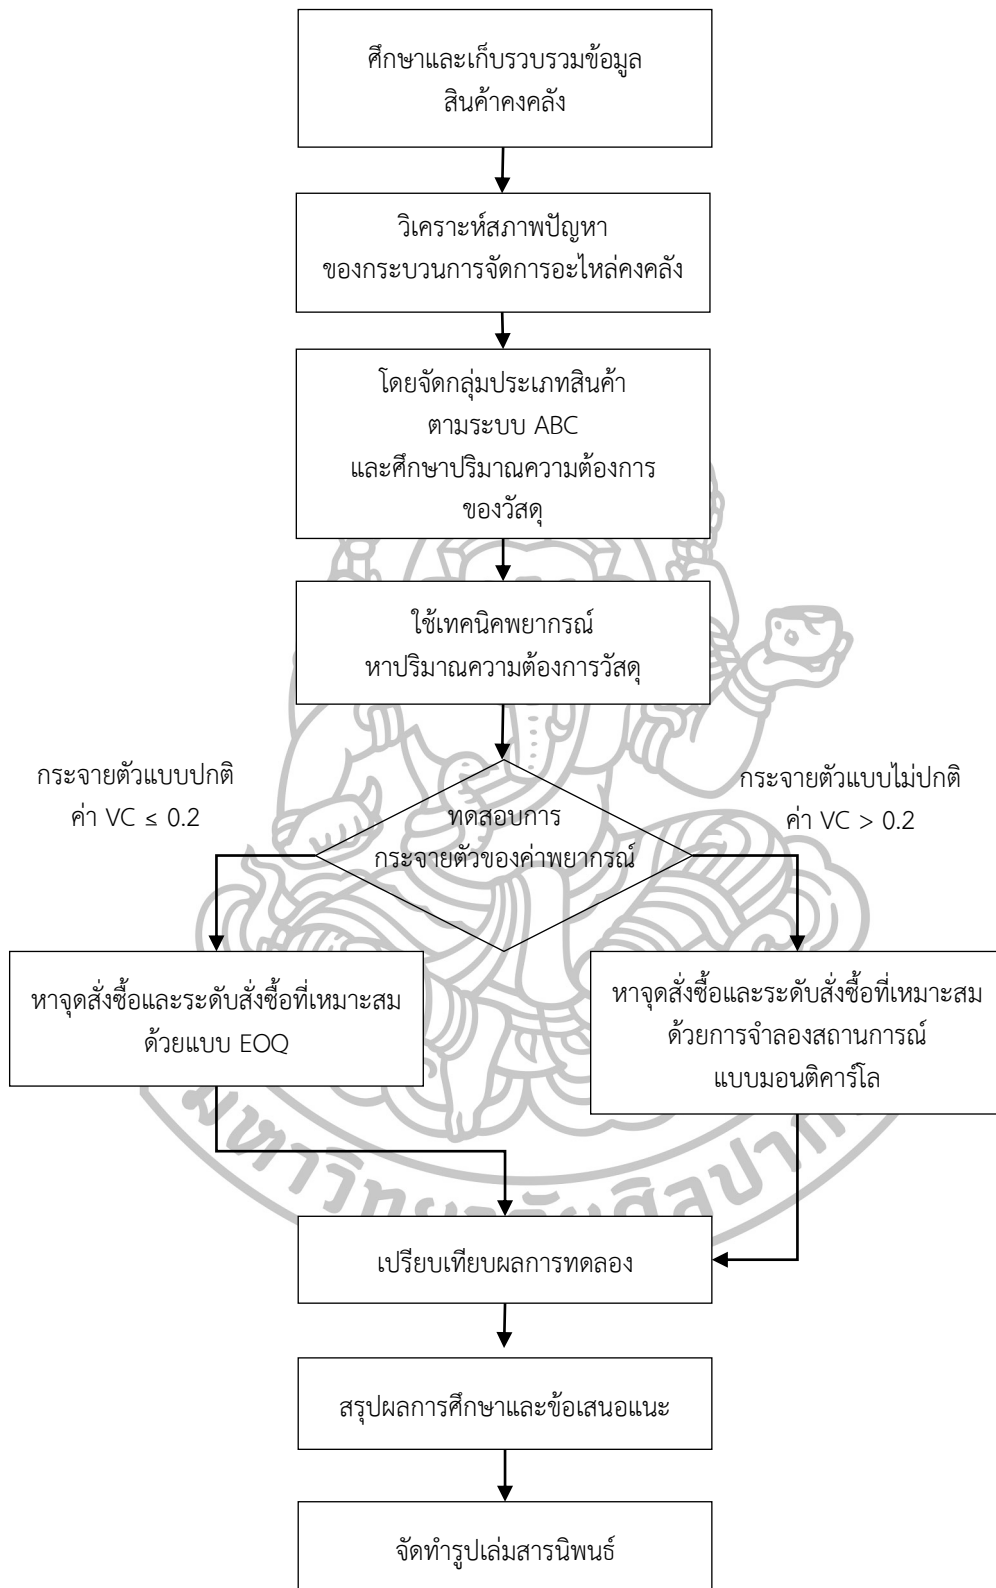 ศึกษาและเก็บรวบรวมข้อมูล
สินค้าคงคลัง
วิเคราะห์สภาพปัญหา
ของกระบวนการจัดการอะไหล่คงคลัง
โดยจัดกลุ่มประเภทสินค้า
ตามระบบ ABC
และศึกษาปริมาณความต้องการ
ของวัสดุ
ใช้เทคนิคพยากรณ์
หาปริมาณความต้องการวัสดุ
กระจายตัวแบบปกติ
ค่า VC ≤ 0.2
กระจายตัวแบบไม่ปกติ
ค่า VC > 0.2
ทดสอบการ
กระจายตัวของค่าพยากรณ์
หาจุดสั่งซื้อและระดับสั่งซื้อที่เหมาะสม
ด้วยแบบ EOQ
หาจุดสั่งซื้อและระดับสั่งซื้อที่เหมาะสม
ด้วยการจำลองสถานการณ์
แบบมอนติคาร์โล
เปรียบเทียบผลการทดลอง
สรุปผลการศึกษาและข้อเสนอแนะ
จัดทำรูปเล่มสารนิพนธ์